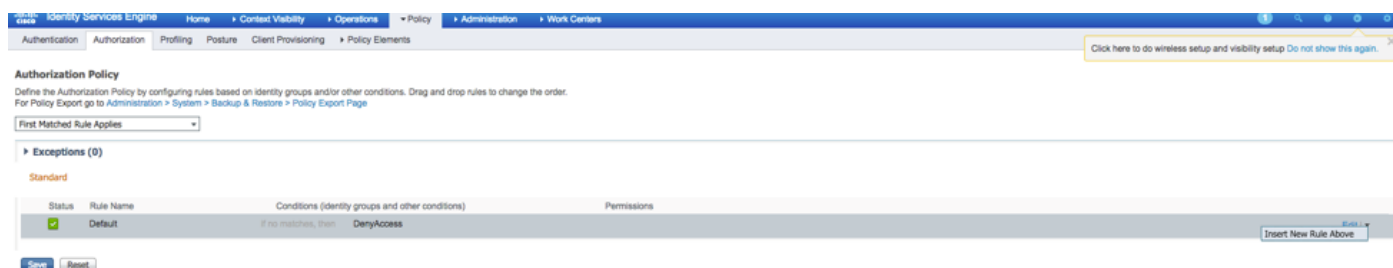 CISCO Identity Services Engine Home Context Visibility Operations Policy Administration Work Centers 1
Authentication Authorization Profiling Posture Client Provisioning Policy Elements
Click here to do wireless setup and visibility setup Do not show this again.
Authorization Policy
Define the Authorization Policy by configuring rules based on identity groups and/or other conditions. Drag and drop rules to change the order.
For Policy Export go to Administration > System > Backup & Restore > Policy Export Page
First Matched Rule Applies
Exceptions (0)
Standard
Status Rule Name Conditions (identity groups and other conditions) Permissions
Default If no matches, then DenyAccess Edit
Insert New Rule Above
Save Reset